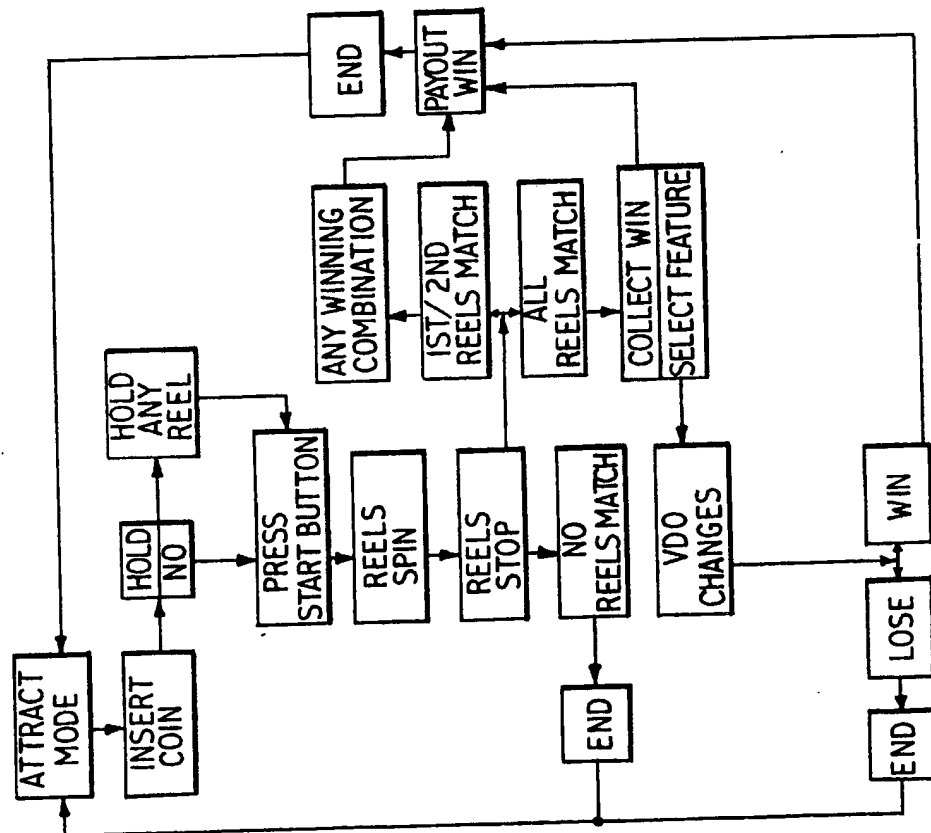 ATTRACT
MODE
INSERT
COIN
HOLD
NO
HOLD
ANY
REEL
PRESS
START BUTTON
REELS
SPIN
REELS
STOP
NO
REELS MATCH
END
ANY WINNING
COMBINATION
1ST/2ND
REELS MATCH
ALL
REELS MATCH
COLLECT WIN
SELECT FEATURE
PAYOUT
WIN
END
VDO
CHANGES
WIN
LOSE
END